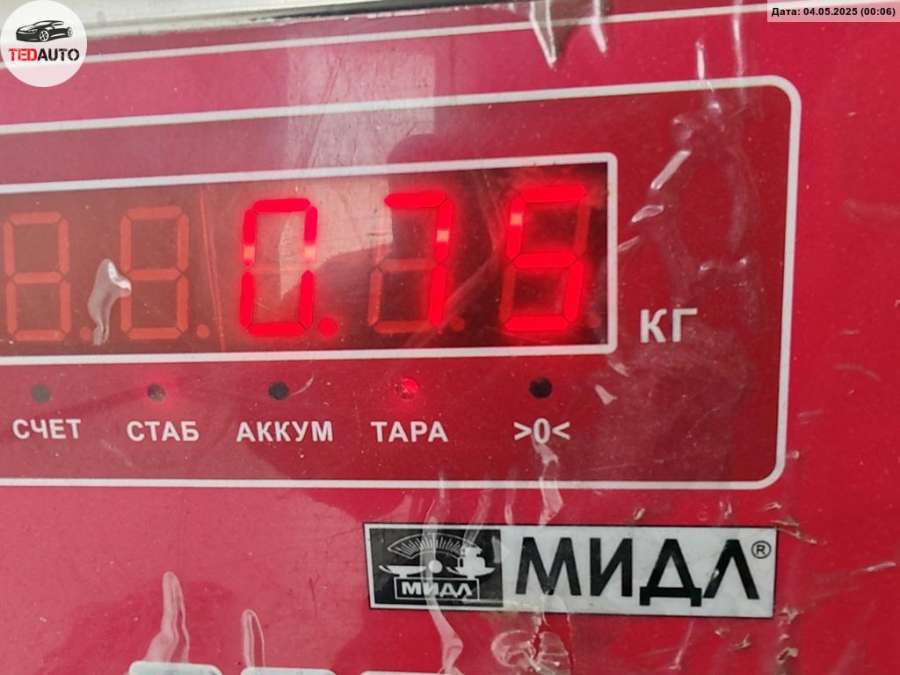 Дата: 04.05.2025 (00:06)
TEDAUTO
0.75
КГ
СЧЕТ СТАБ АККУМ ТАРА >0<
МИДЛ МИДЛ®